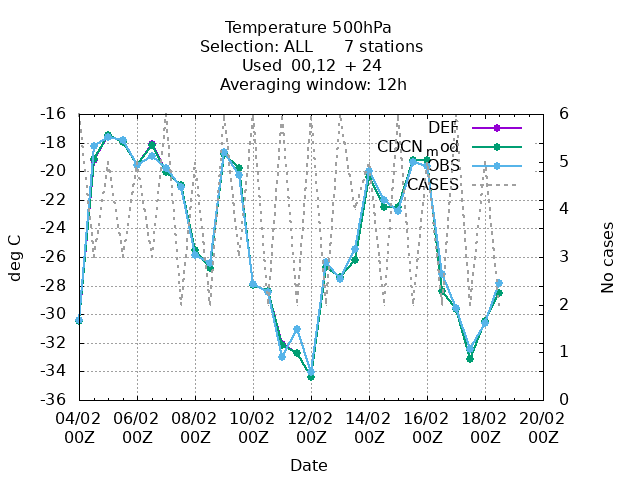 Temperature 500hPa
Selection: ALL 7 stations
Used 00,12 + 24
Averaging window: 12h
-16
-18
-20
-22
-24
-26
-28
-30
-32
-34
-36
deg C
6
5
4
3
2
1
0
No cases
DEF
CDCN_mod
OBS
CASES
04/02 06/02 08/02 10/02 12/02 14/02 16/02 18/02 20/02
00Z 00Z 00Z 00Z 00Z 00Z 00Z 00Z 00Z
Date